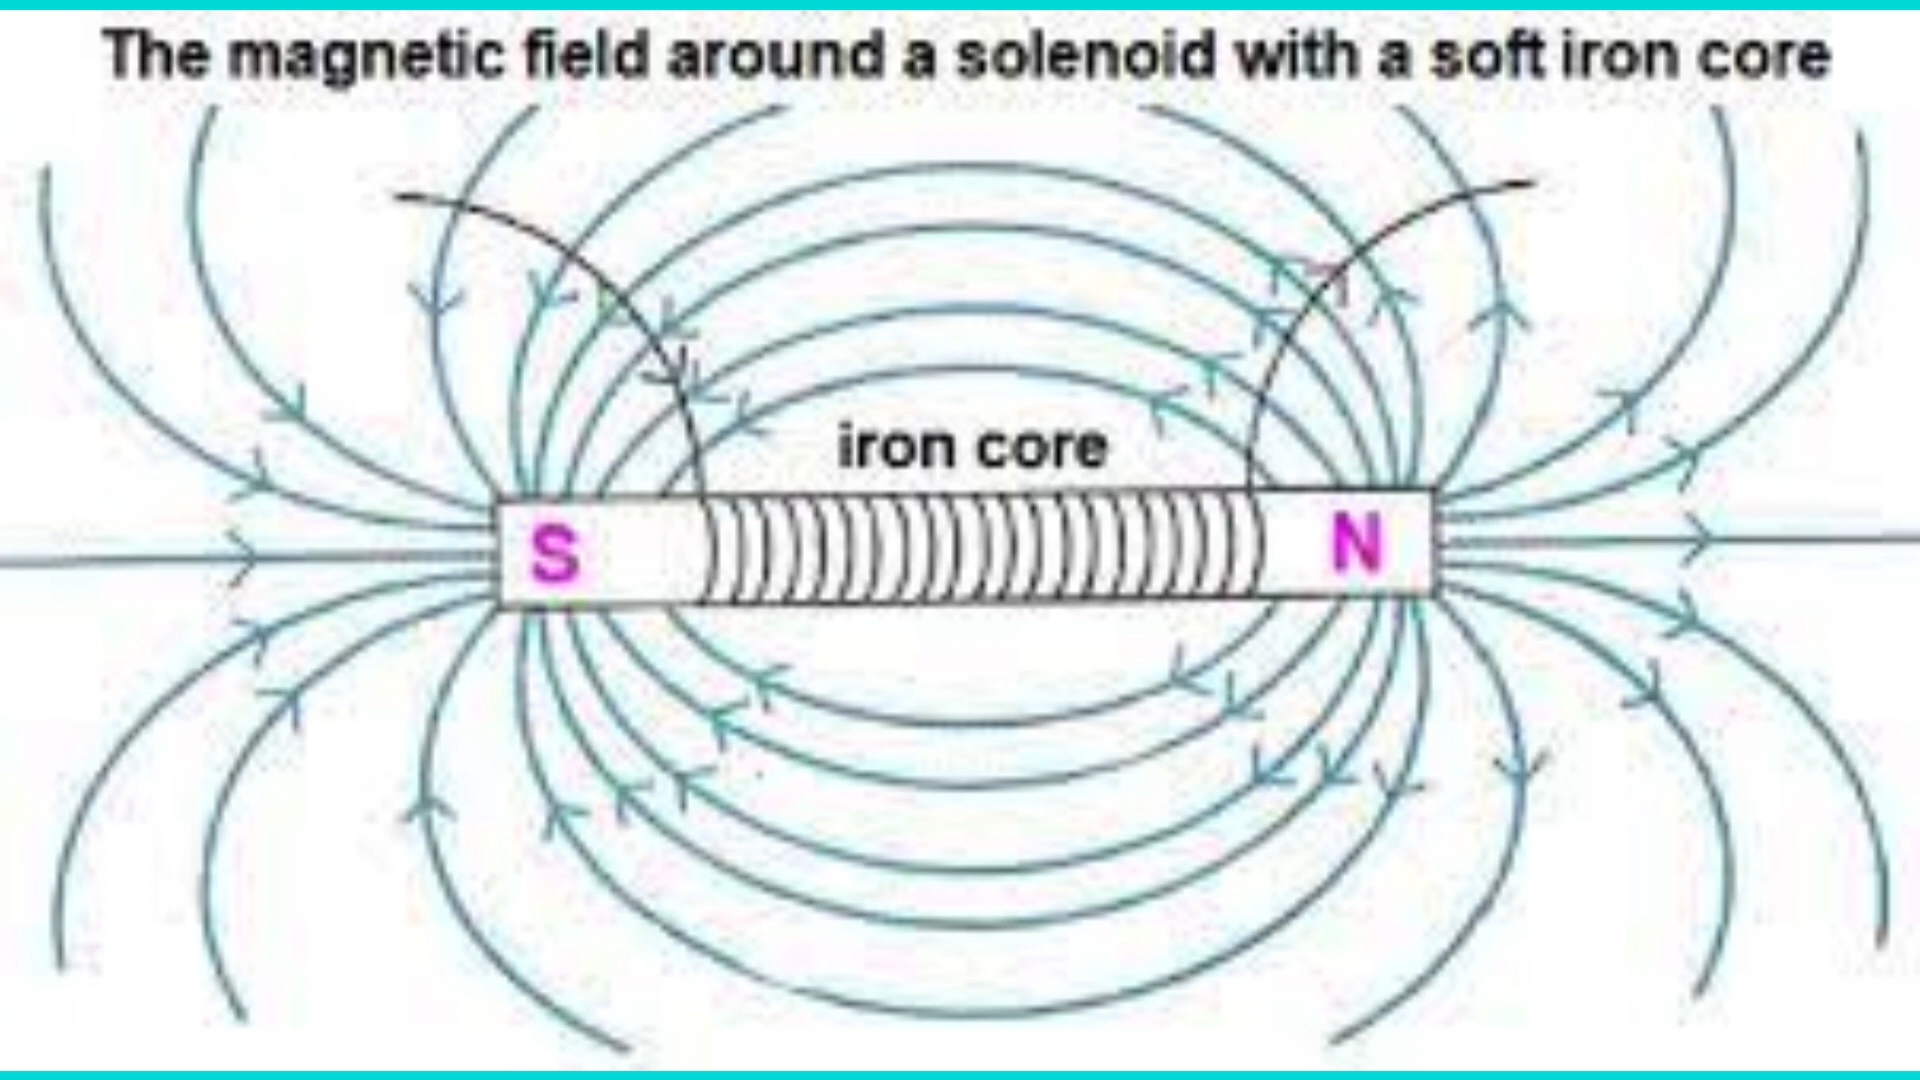 The magnetic field around a solenoid with a soft iron core
iron core
S
N